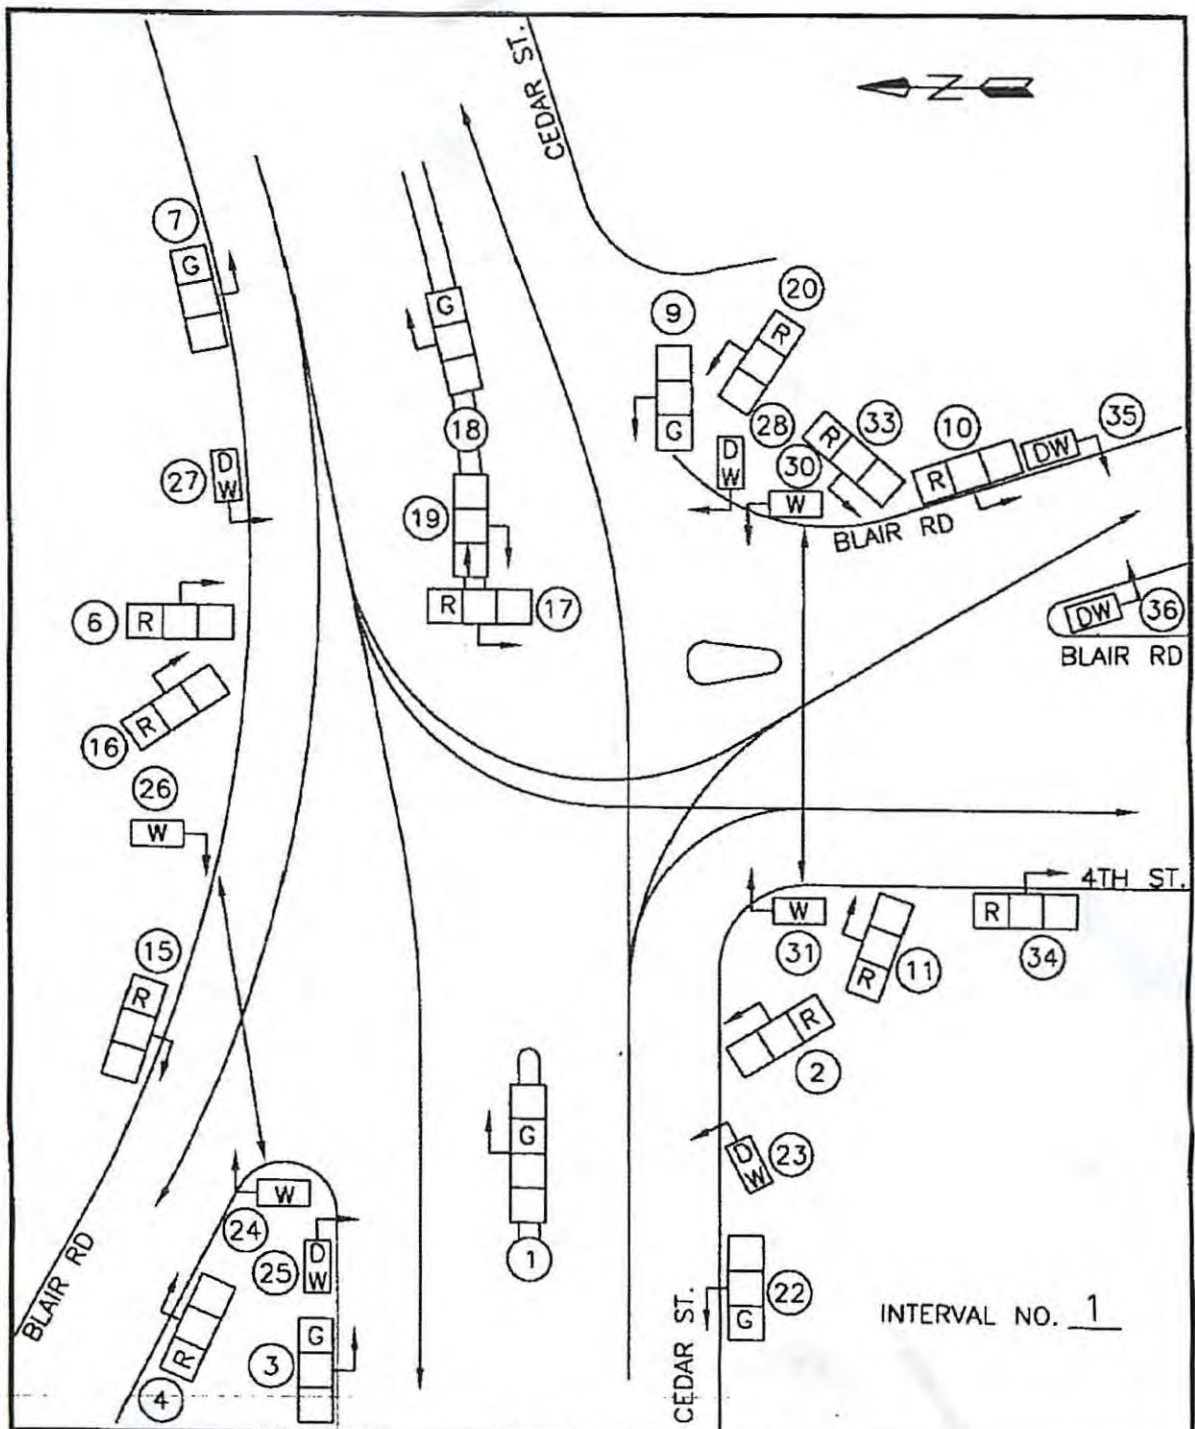 CEDAR ST.
N
7
G
20
9
R
G
18
28
33
R
10
35
DW
R
D
W
30
W
G
27
D
W
19
BLAIR RD
6
R
R
17
DW
36
BLAIR RD
16
R
26
W
4TH ST.
W
R
31
R
11
34
15
R
R
2
G
D
W
23
W
24
1
25
D
W
BLAIR RD
22
G
CEDAR ST.
INTERVAL NO. 1
G
3
R
4